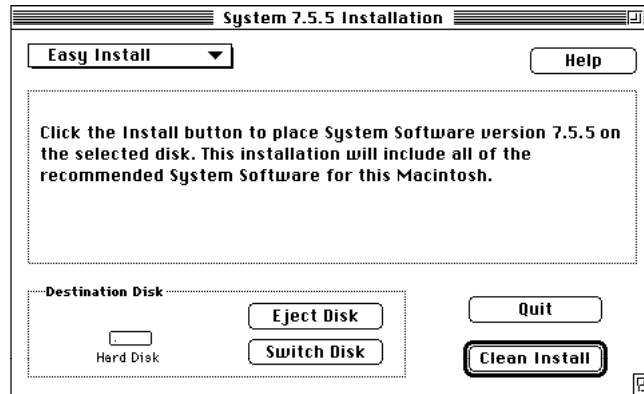 System 7.5.5 Installation
Easy Install
Help
Click the Install button to place System Software version 7.5.5 on
the selected disk. This installation will include all of the
recommended System Software for this Macintosh.
Destination Disk
Eject Disk
Quit
Hard Disk
Switch Disk
Clean Install